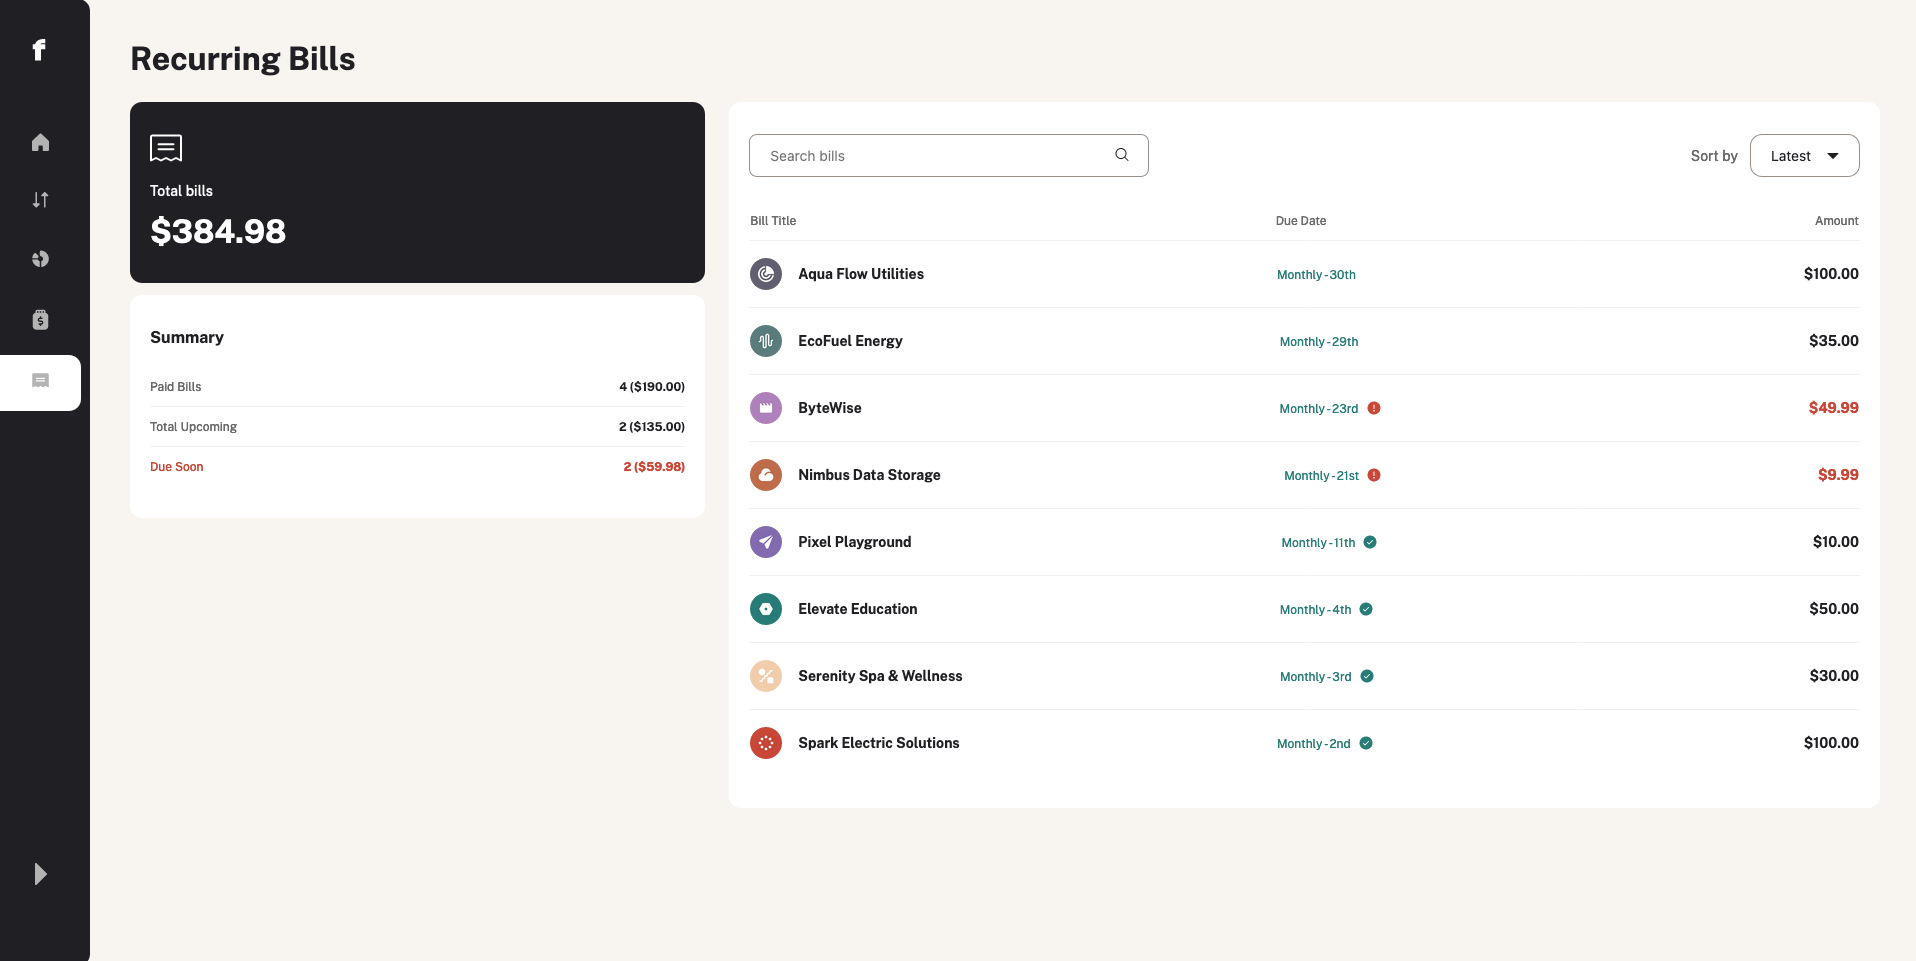 f
Recurring Bills
Total bills
$384.98
Summary
Paid Bills 4 ($190.00)
Total Upcoming 2 ($135.00)
Due Soon 2 ($59.98)
Search bills Sort by Latest
Bill Title Due Date Amount
Aqua Flow Utilities Monthly-30th $100.00
EcoFuel Energy Monthly-29th $35.00
ByteWise Monthly-23rd $49.99
Nimbus Data Storage Monthly-21st $9.99
Pixel Playground Monthly-11th $10.00
Elevate Education Monthly-4th $50.00
Serenity Spa & Wellness Monthly-3rd $30.00
Spark Electric Solutions Monthly-2nd $100.00